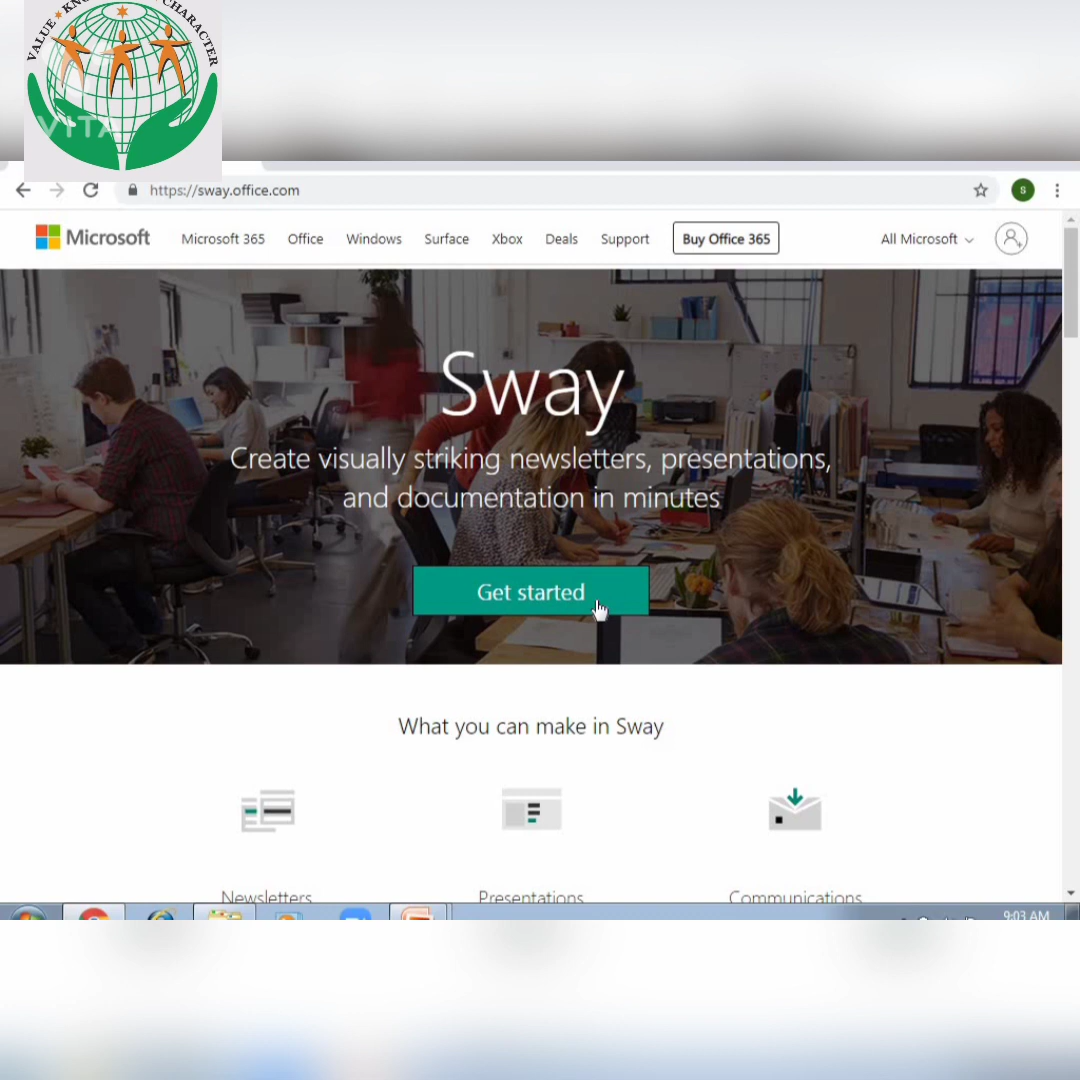 VALUE
CHARACTER
VITA
https://sway.office.com
S
Microsoft
Microsoft 365
Office
Windows
Surface
Xbox
Deals
Support
Buy Office 365
All Microsoft
Sway
Create visually striking newsletters, presentations,
and documentation in minutes
Get started
What you can make in Sway
Newsletters
Presentations
Communications
9:03 AM